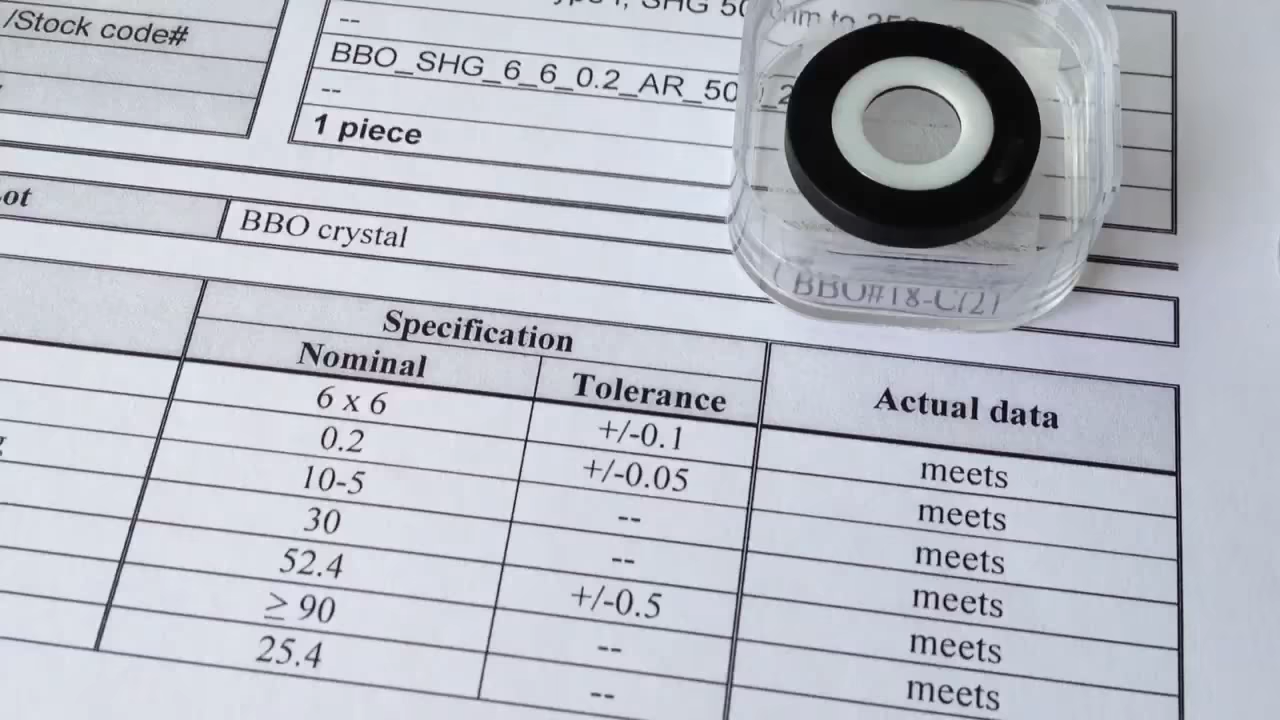 /Stock code#
--
BBO_SHG_6_6_0.2_AR_50
--
1 piece
BBO crystal
BBO#18-C(2)
Specification
Nominal
Tolerance
Actual data
6 x 6
+/-0.1
meets
0.2
+/-0.05
meets
10-5
--
meets
30
--
meets
52.4
+/-0.5
meets
≥ 90
--
meets
25.4
--